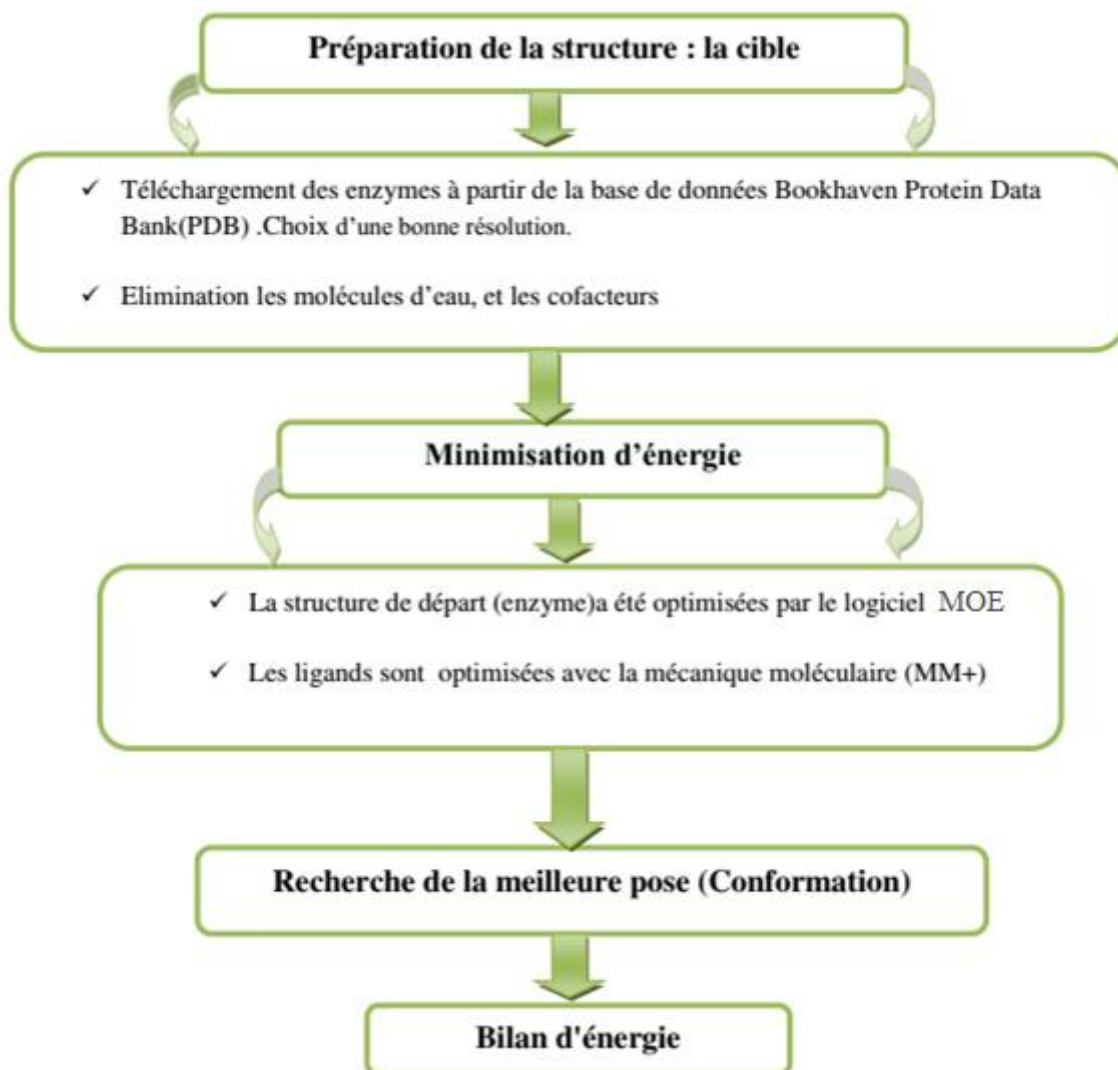 Préparation de la structure : la cible
✓ Téléchargement des enzymes à partir de la base de données Bookhaven Protein Data
Bank(PDB) .Choix d'une bonne résolution.
✓ Elimination les molécules d'eau, et les cofacteurs
Minimisation d'énergie
✓ La structure de départ (enzyme)a été optimisées par le logiciel MOE
✓ Les ligands sont optimisées avec la mécanique moléculaire (MM+)
Recherche de la meilleure pose (Conformation)
Bilan d'énergie